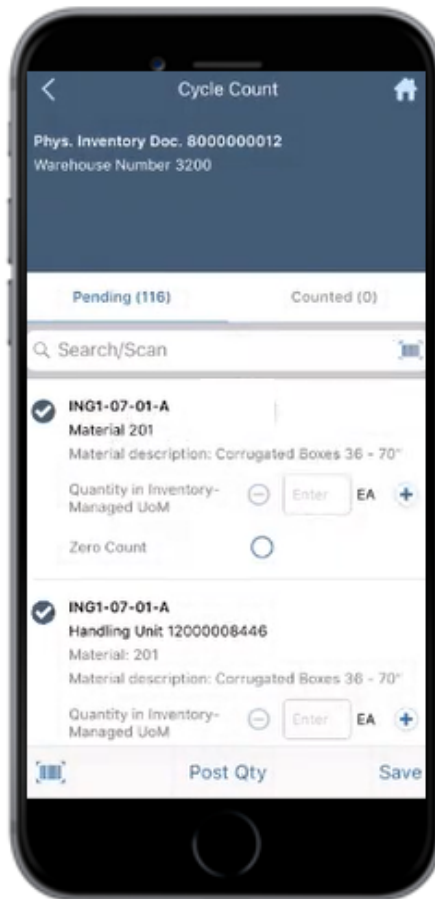 Cycle Count
Phys. Inventory Doc. 8000000012
Warehouse Number 3200
Pending (116)
Counted (0)
Search/Scan
ING1-07-01-A
Material 201
Material description: Corrugated Boxes 36 - 70"
Quantity in Inventory-
Managed UoM
Enter
EA
Zero Count
ING1-07-01-A
Handling Unit 12000008446
Material: 201
Material description: Corrugated Boxes 36 - 70"
Quantity in Inventory-
Managed UoM
Enter
EA
Post Qty
Save